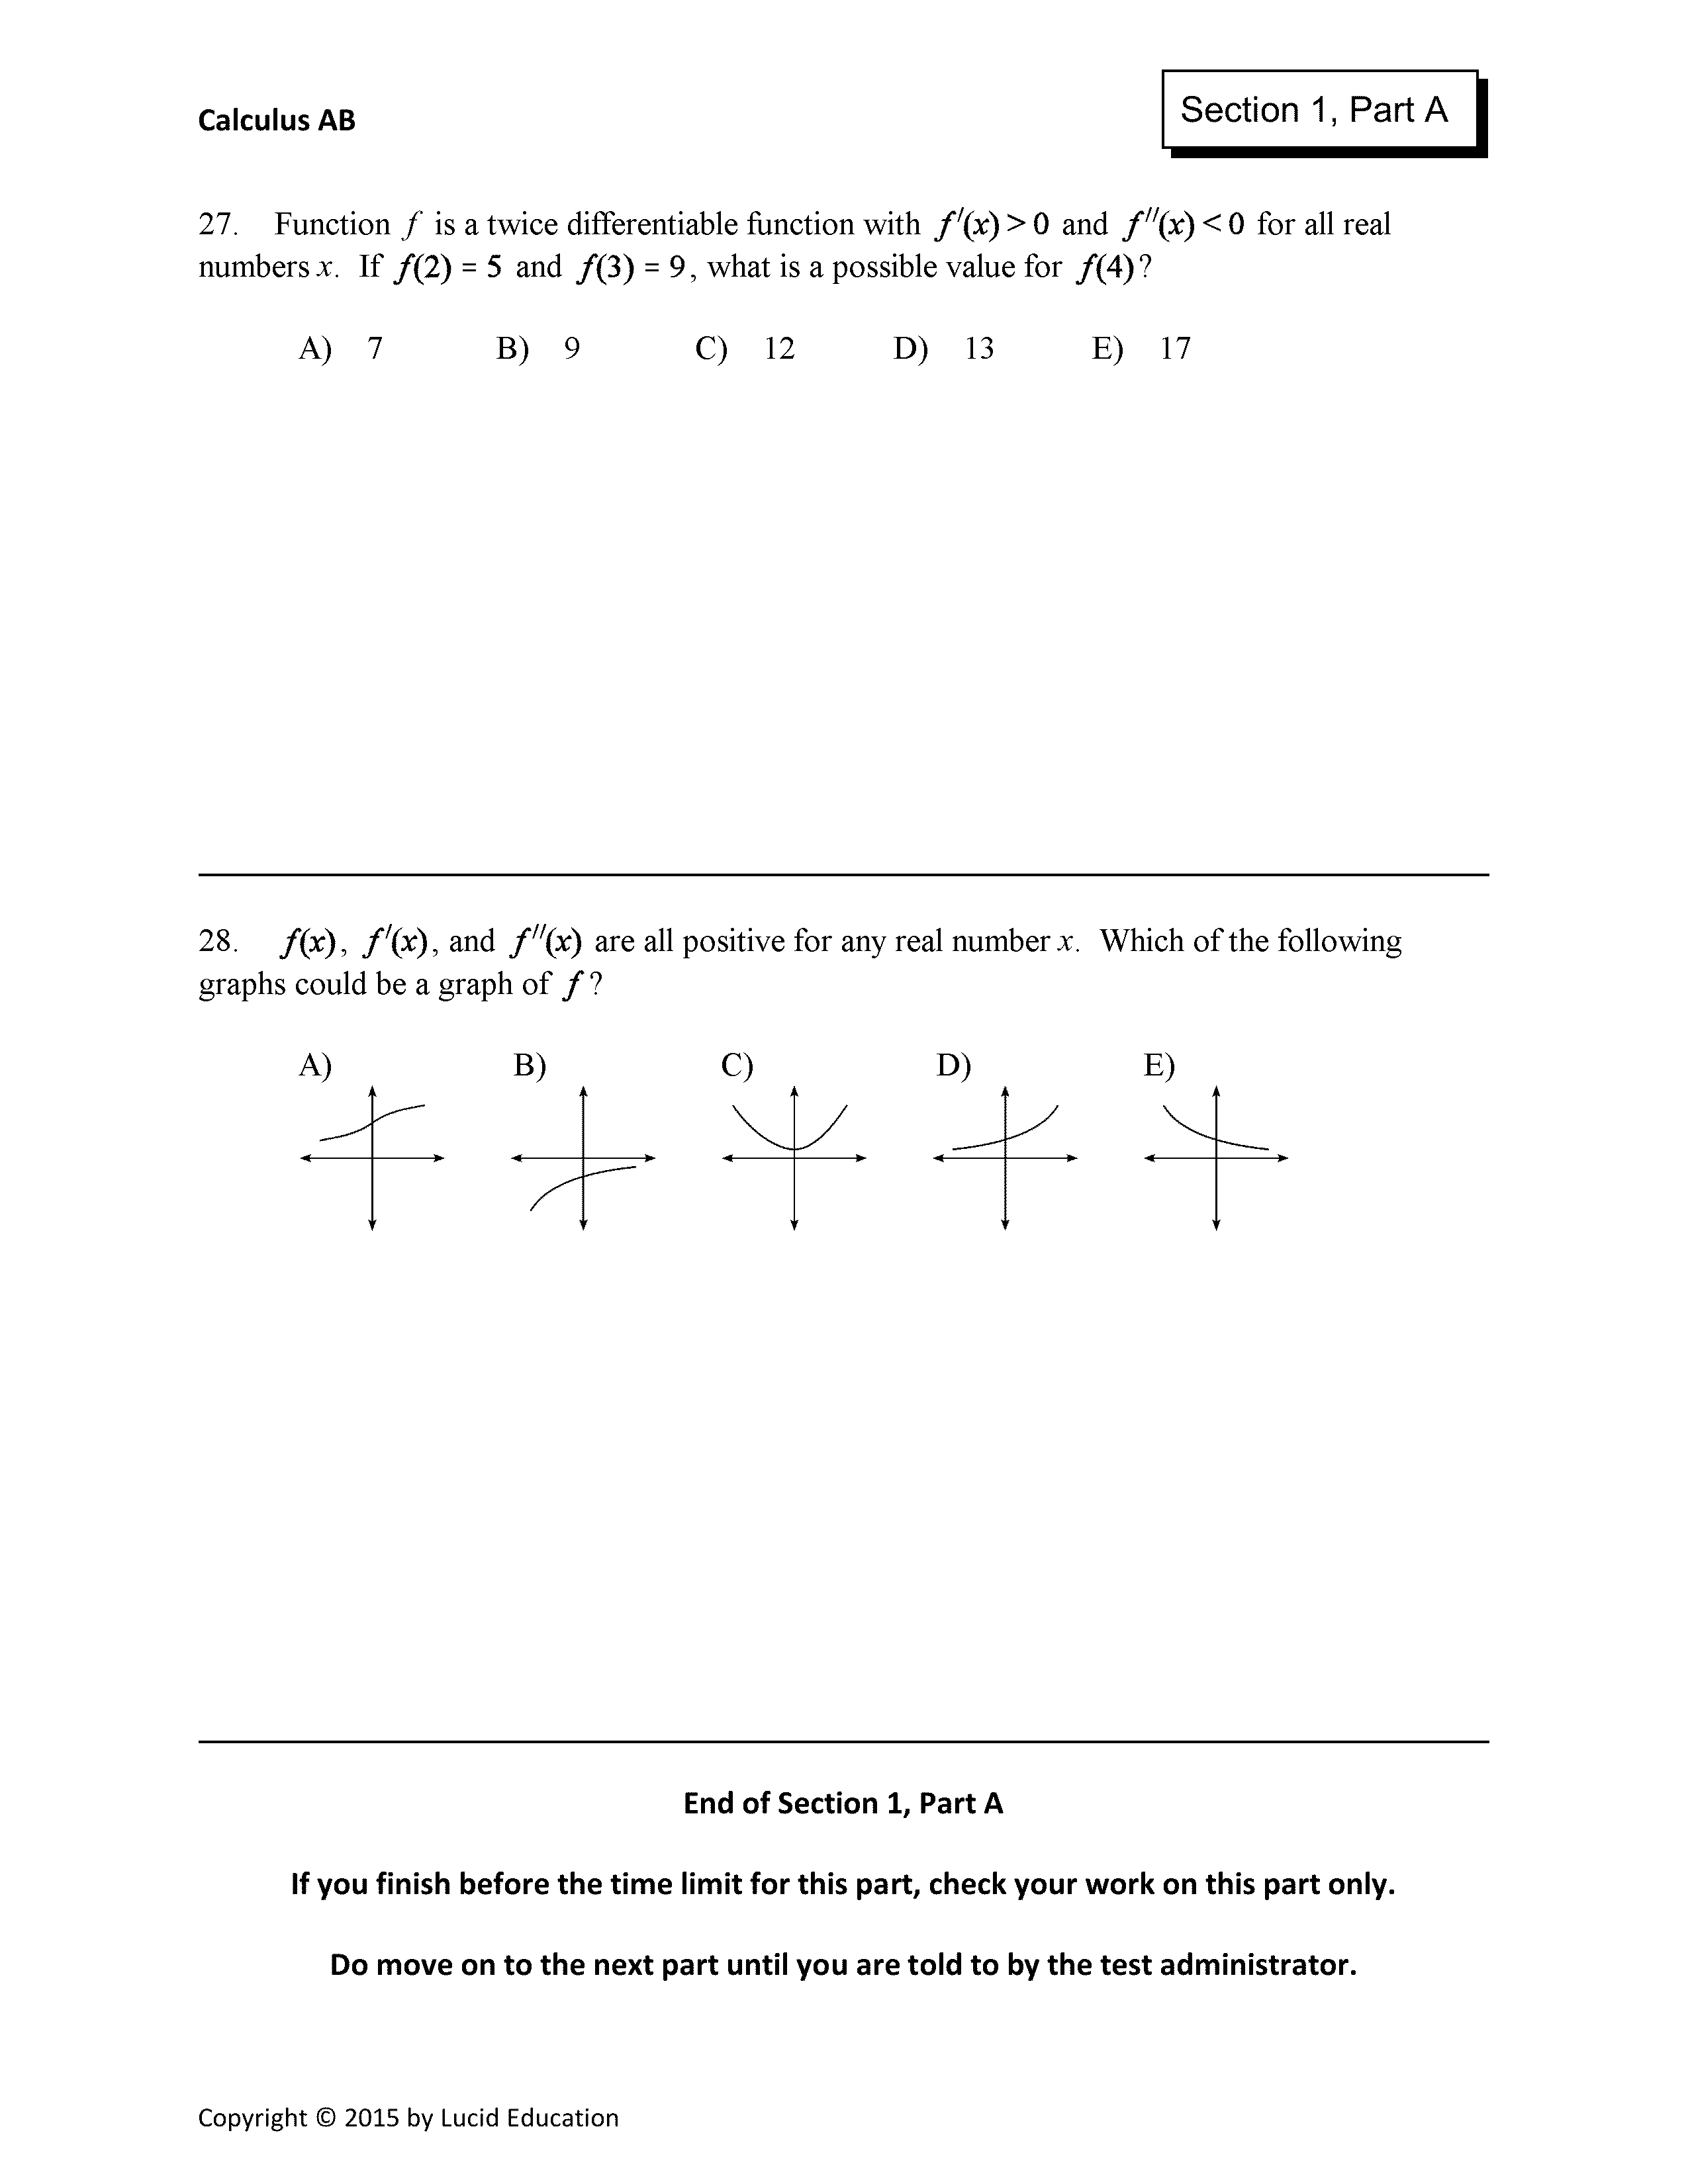 Calculus AB
Section 1, Part A
27. Function f is a twice differentiable function with f′(x) > 0 and f″(x) < 0 for all real
numbers x. If f(2) = 5 and f(3) = 9, what is a possible value for f(4)?
A) 7 B) 9 C) 12 D) 13 E) 17
28. f(x), f′(x), and f″(x) are all positive for any real number x. Which of the following
graphs could be a graph of f?
A) B) C) D) E)
End of Section 1, Part A
If you finish before the time limit for this part, check your work on this part only.
Do move on to the next part until you are told to by the test administrator.
Copyright © 2015 by Lucid Education